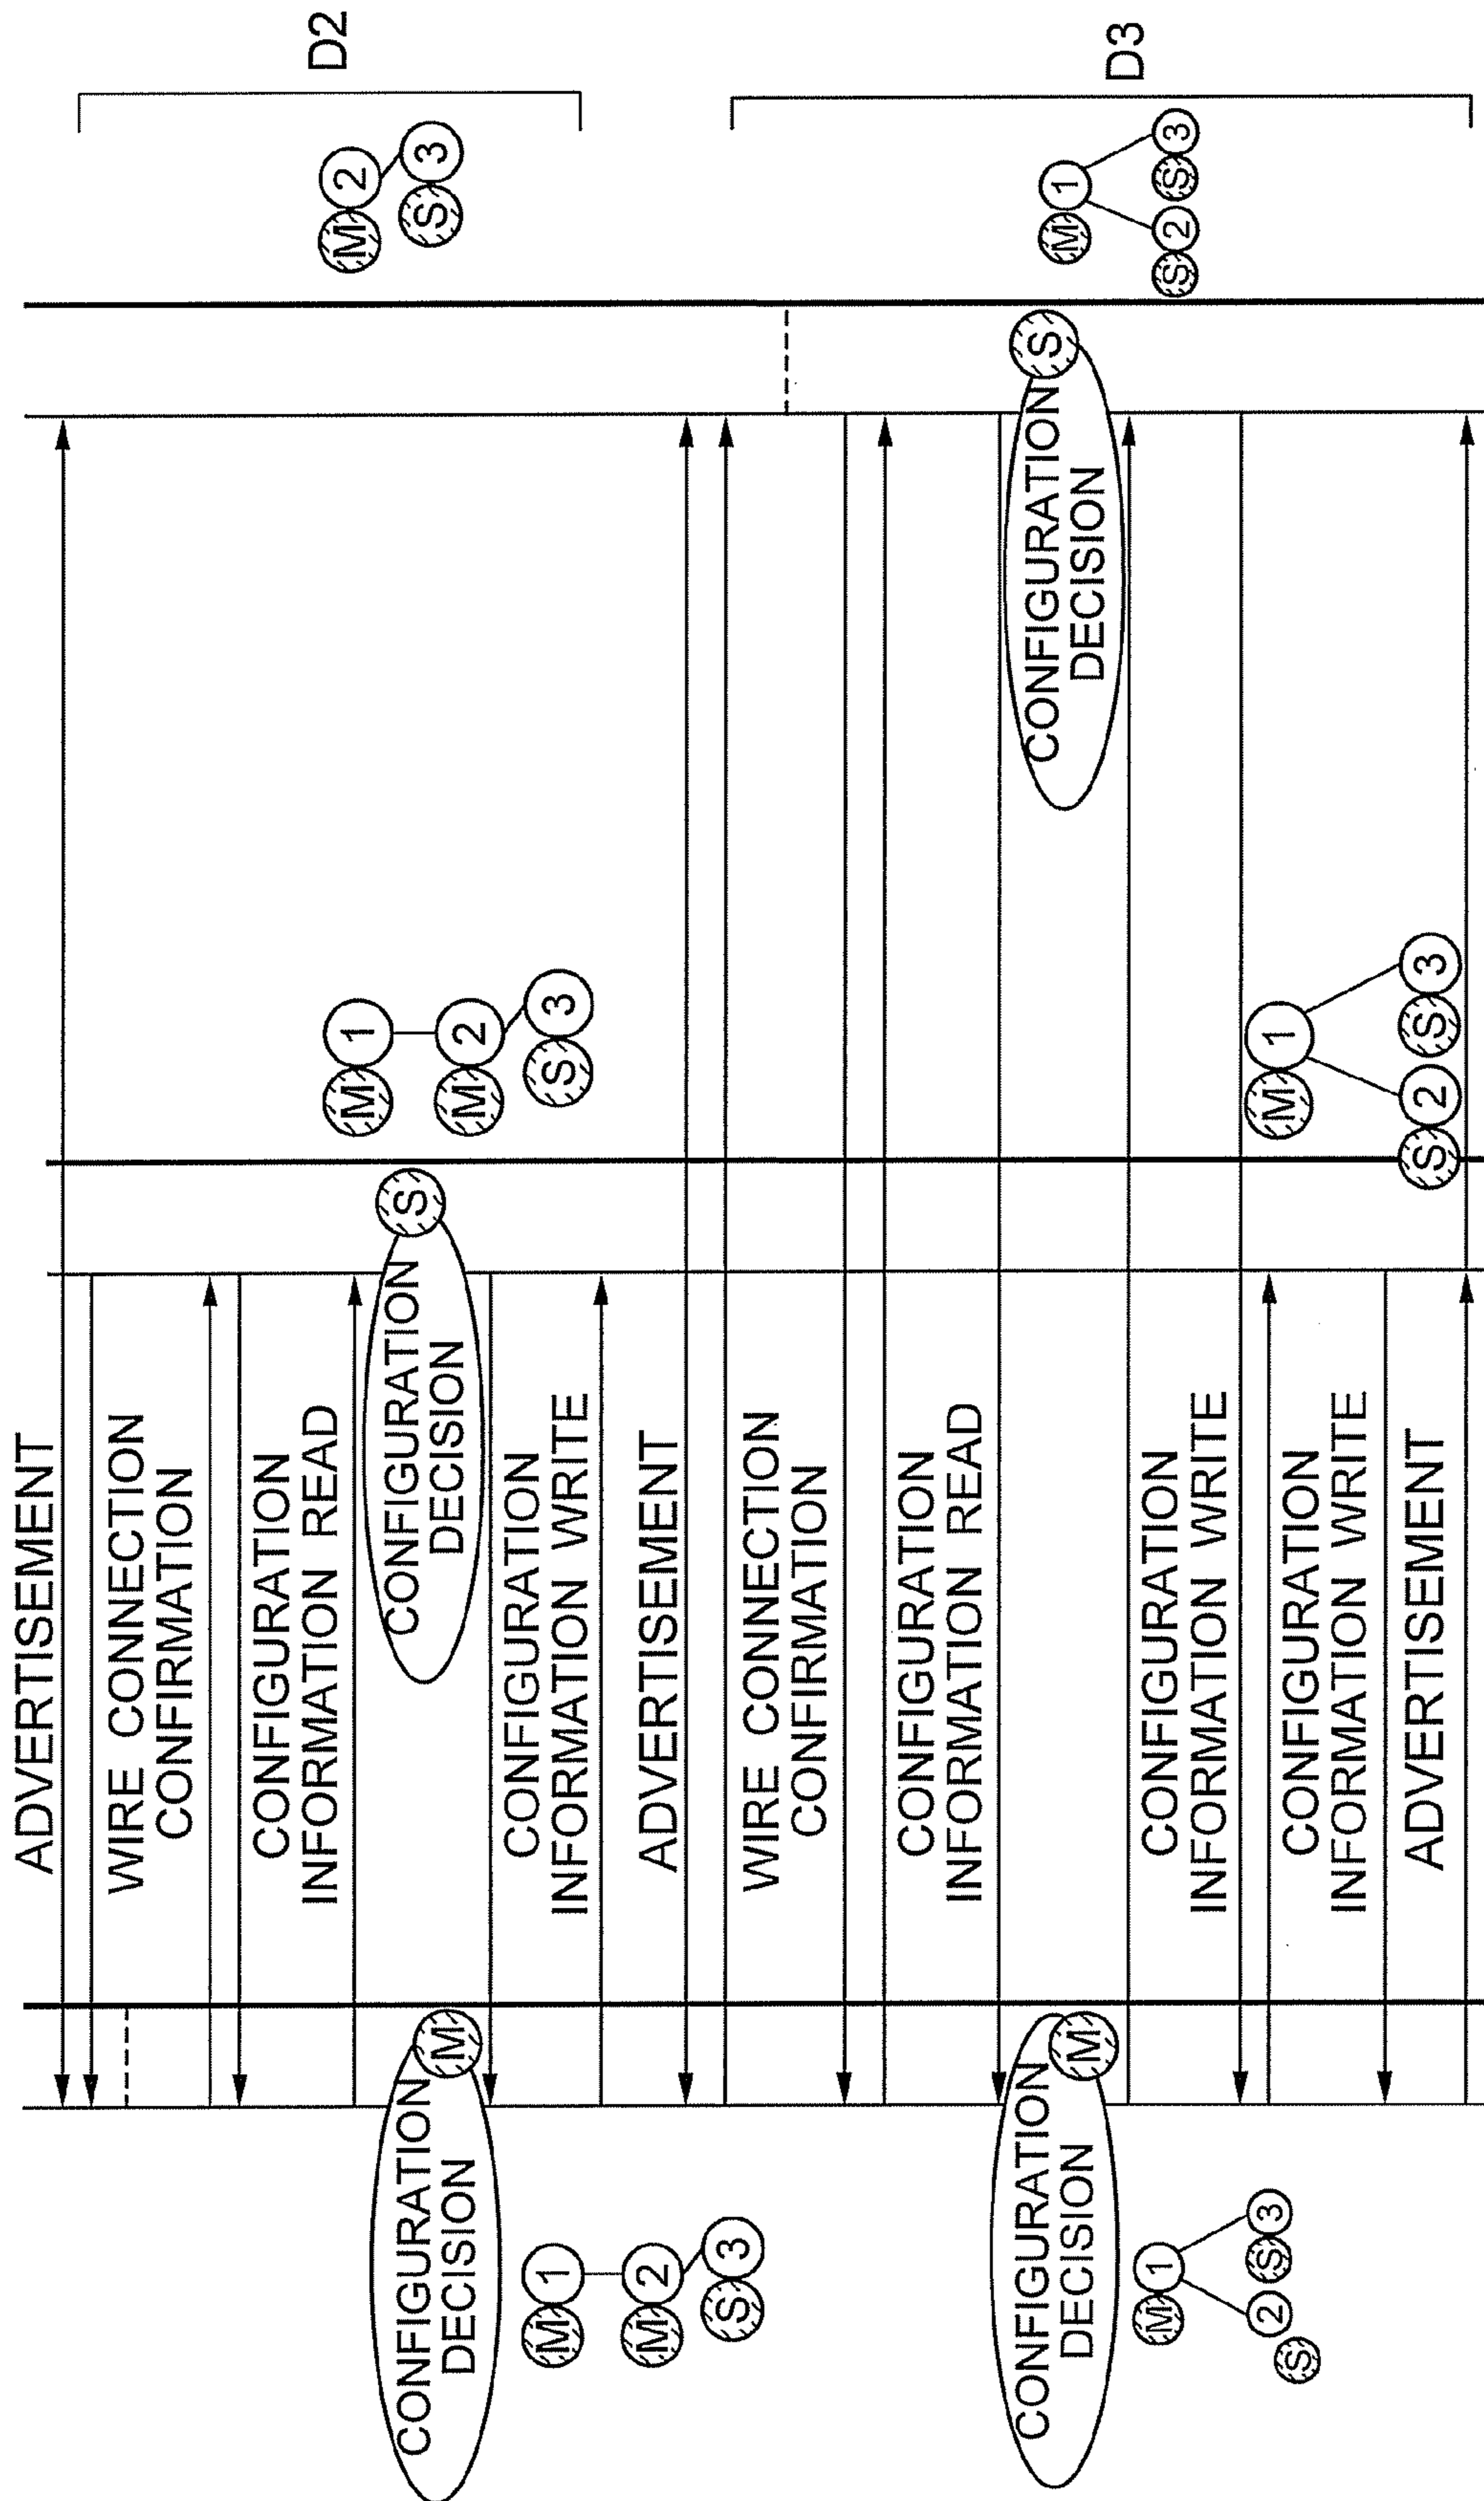 ADVERTISEMENT
WIRE CONNECTION
CONFIRMATION
CONFIGURATION
INFORMATION READ
D2
M 2
S 3
M 1
M 2
S 3
CONFIGURATION
DECISION
S
CONFIGURATION
DECISION
M
CONFIGURATION
INFORMATION WRITE
M 1
M 2
S 3
ADVERTISEMENT
WIRE CONNECTION
CONFIRMATION
CONFIGURATION
INFORMATION READ
CONFIGURATION
DECISION
M
CONFIGURATION
DECISION
S
M 1
S 2 S 3
D3
CONFIGURATION
INFORMATION WRITE
M 1
2 S 3
S
CONFIGURATION
INFORMATION WRITE
M 1
S 2 S 3
ADVERTISEMENT